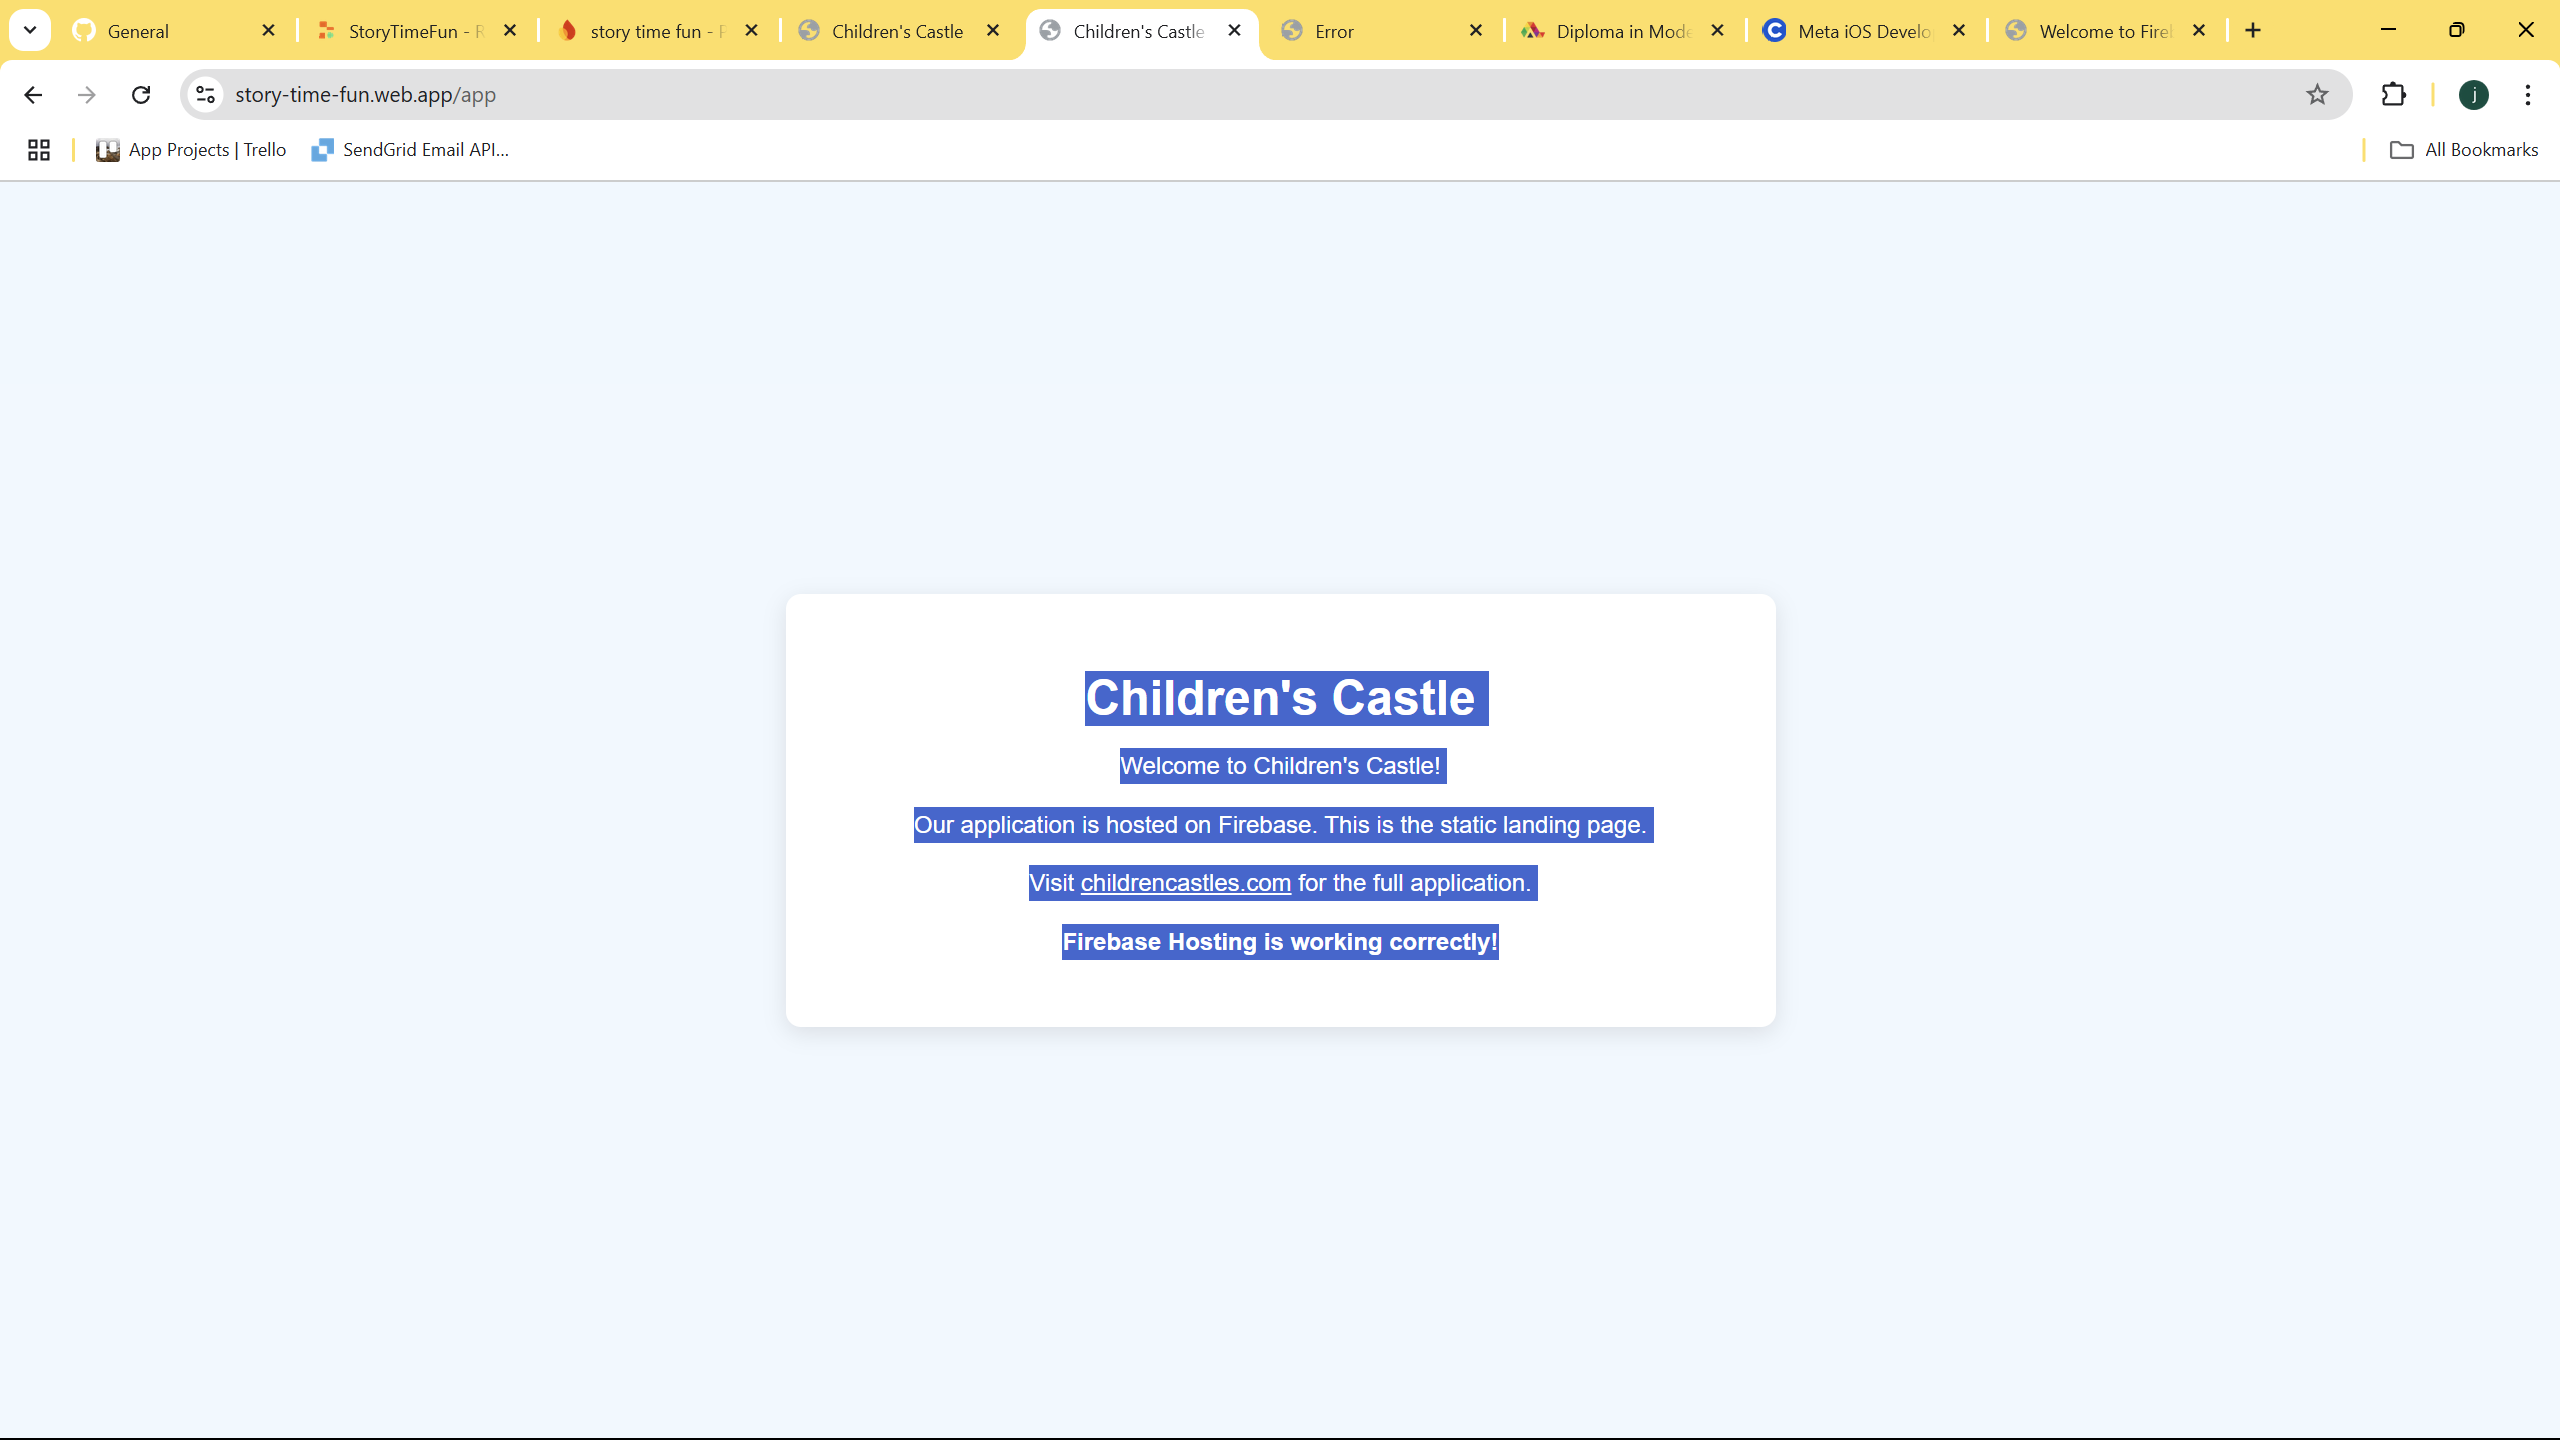 General
StoryTimeFun - R
story time fun - F
Children's Castle
Children's Castle
Error
Diploma in Mode
Meta iOS Develo
Welcome to Fire
story-time-fun.web.app/app
j
App Projects | Trello
SendGrid Email API...
All Bookmarks
Children's Castle
Welcome to Children's Castle!
Our application is hosted on Firebase. This is the static landing page.
Visit childrencastles.com for the full application.
Firebase Hosting is working correctly!